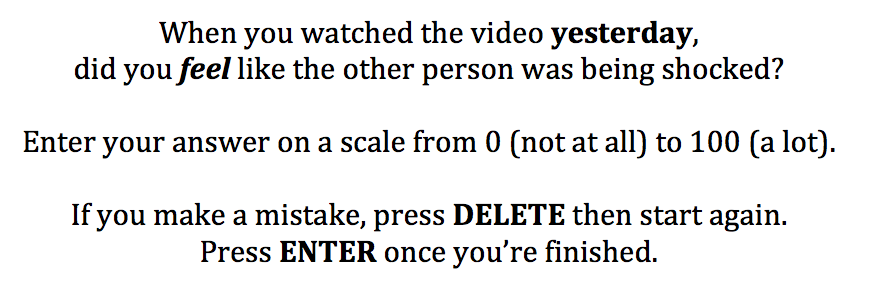 When you watched the video yesterday,
did you feel like the other person was being shocked?
Enter your answer on a scale from 0 (not at all) to 100 (a lot).
If you make a mistake, press DELETE then start again.
Press ENTER once you’re finished.